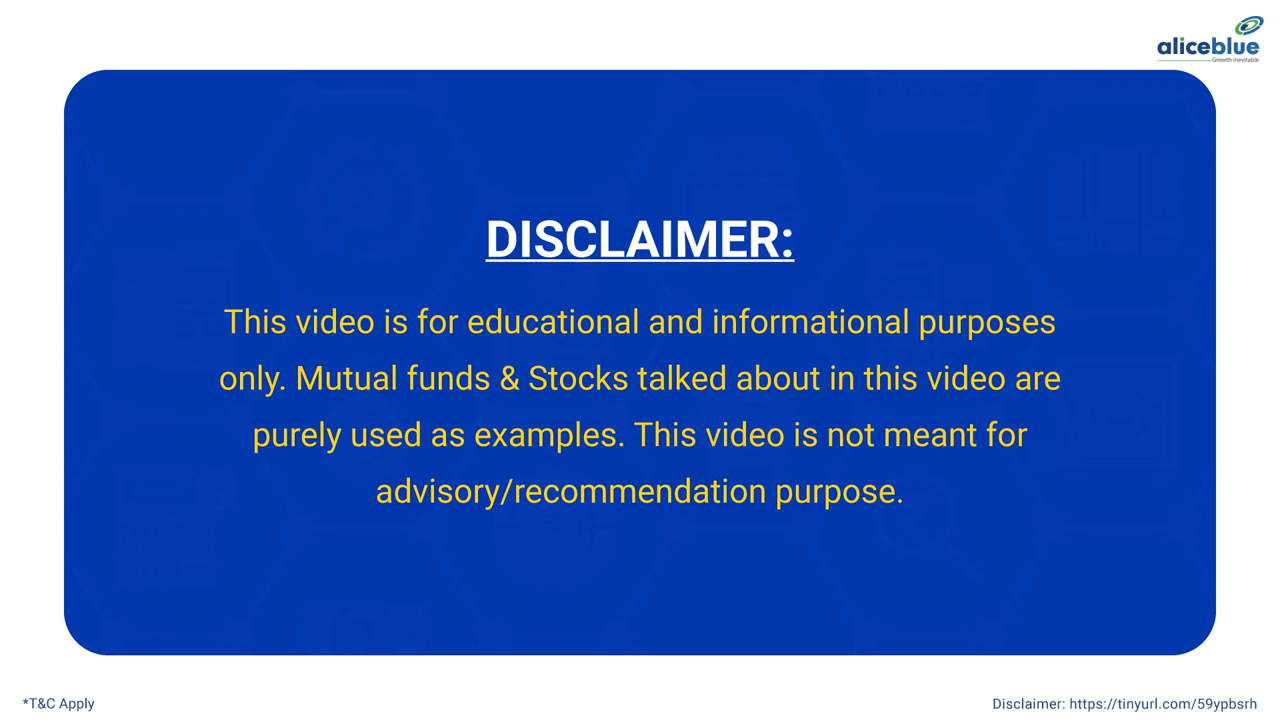 aliceblue
Growth inevitable
DISCLAIMER:
This video is for educational and informational purposes
only. Mutual funds & Stocks talked about in this video are
purely used as examples. This video is not meant for
advisory/recommendation purpose.
*T&C Apply
Disclaimer: https://tinyurl.com/59ypbsrh